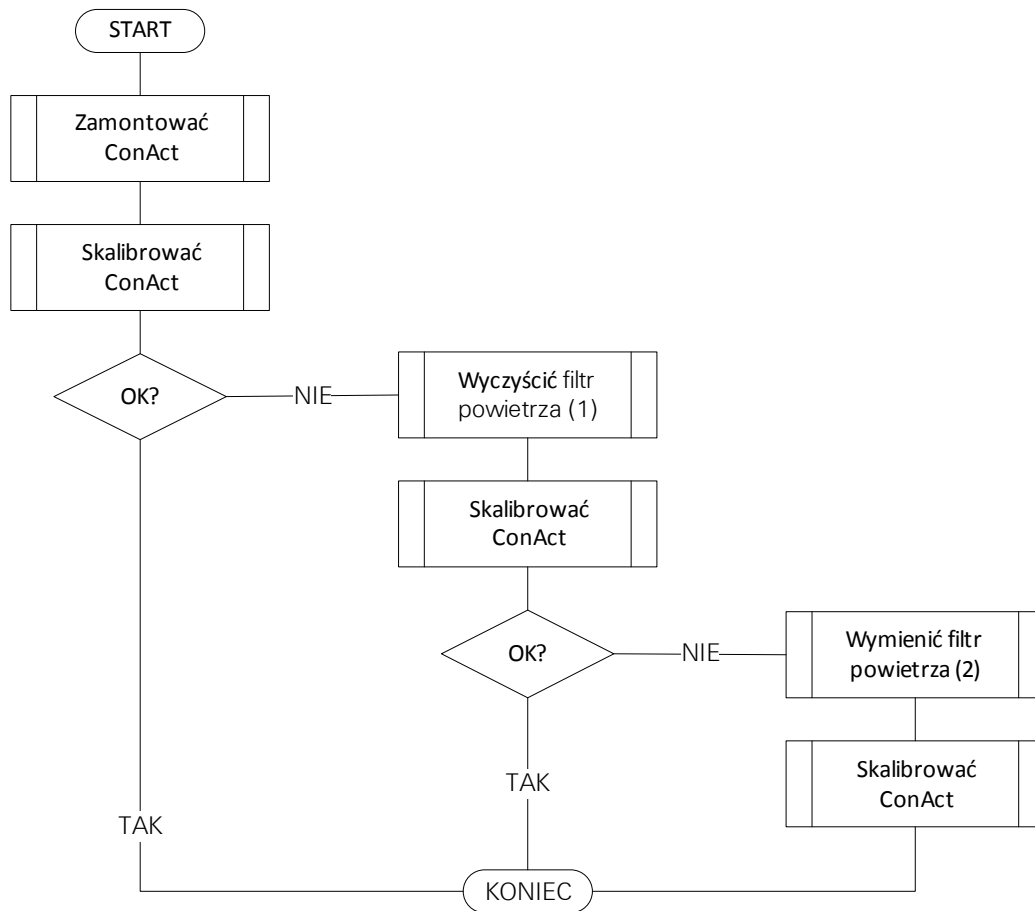 START
Zamontować
ConAct
Skalibrować
ConAct
OK?
NIE
Wyczyścić filtr
powietrza (1)
Skalibrować
ConAct
OK?
NIE
Wymienić filtr
powietrza (2)
Skalibrować
ConAct
TAK
TAK
KONIEC